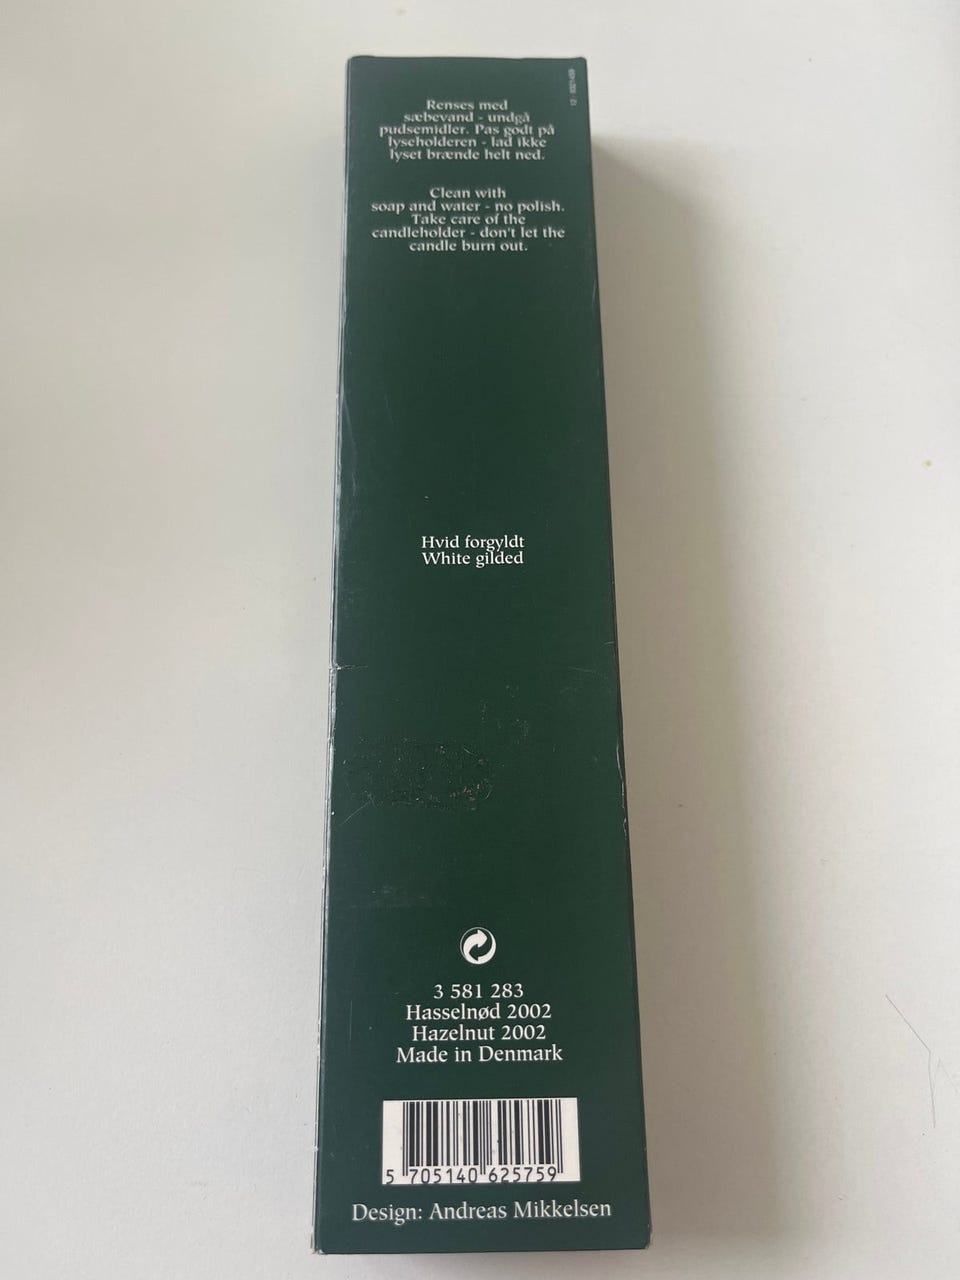 Renses med
sæbevand - undgå
pudsemidler. Pas godt på
lyseholderen - lad ikke
lyset brænde helt ned.
Clean with
soap and water - no polish.
Take care of the
candleholder - don't let the
candle burn out.
Hvid forgyldt
White gilded
3 581 283
Hasselnød 2002
Hazelnut 2002
Made in Denmark
5 705140 625759
Design: Andreas Mikkelsen